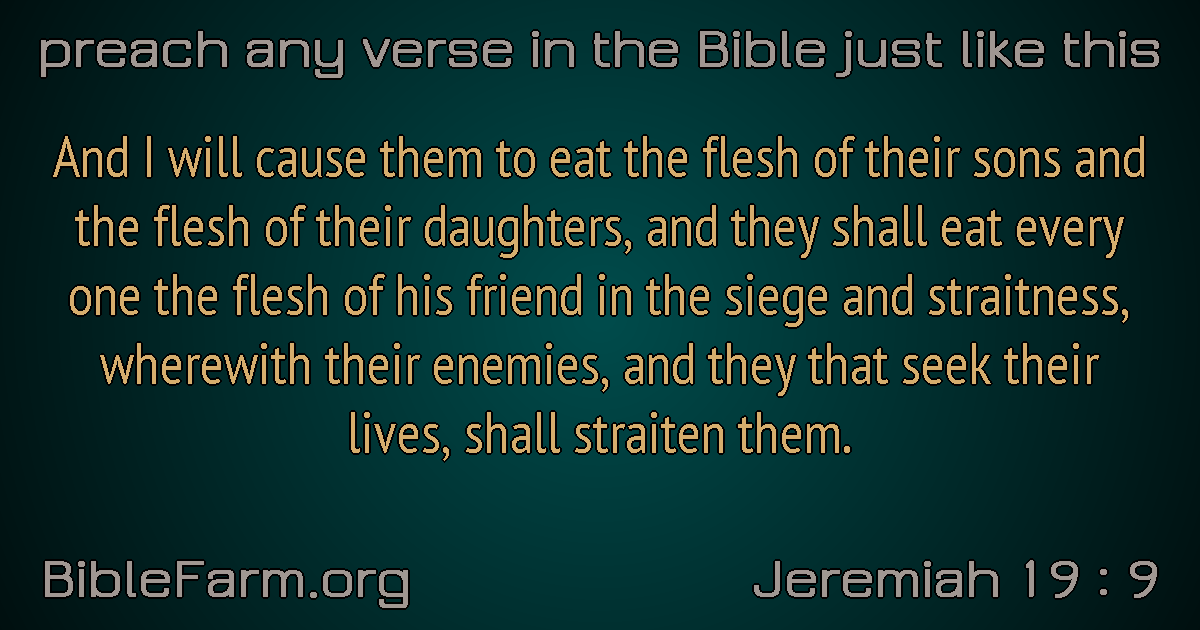 preach any verse in the Bible just like this
And I will cause them to eat the flesh of their sons and
the flesh of their daughters, and they shall eat every
one the flesh of his friend in the siege and straitness,
wherewith their enemies, and they that seek their
lives, shall straiten them.
BibleFarm.org
Jeremiah 19 : 9